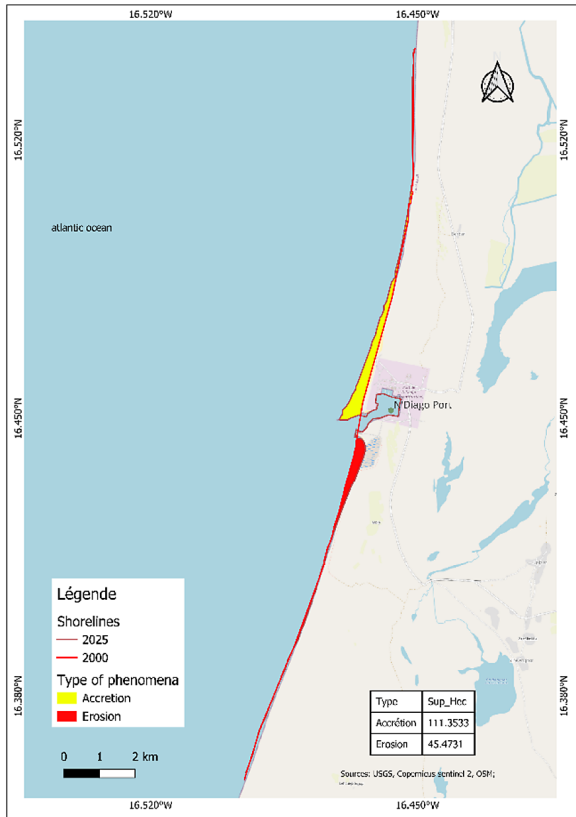 16.520°W
16.450°W
16.520°N
16.520°N
atlantic ocean
N'Diago Port
16.450°N
16.450°N
Légende
Shorelines
2025
2000
Type of phenomena
Accretion
Erosion
16.380°N
16.380°N
0 1 2 km
Type Sup_Hec
Accrétion 111.3533
Erosion 45.4731
Sources: USGS, Copernicus sentinel 2, OSM;
16.520°W
16.450°W